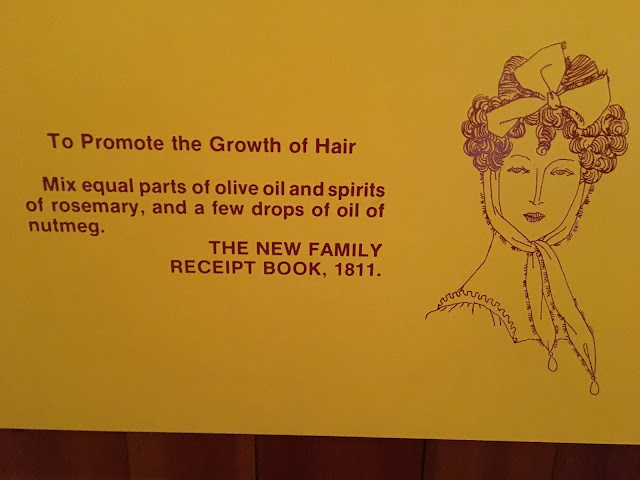 To Promote the Growth of Hair
Mix equal parts of olive oil and spirits
of rosemary, and a few drops of oil of
nutmeg.
THE NEW FAMILY
RECEIPT BOOK, 1811.